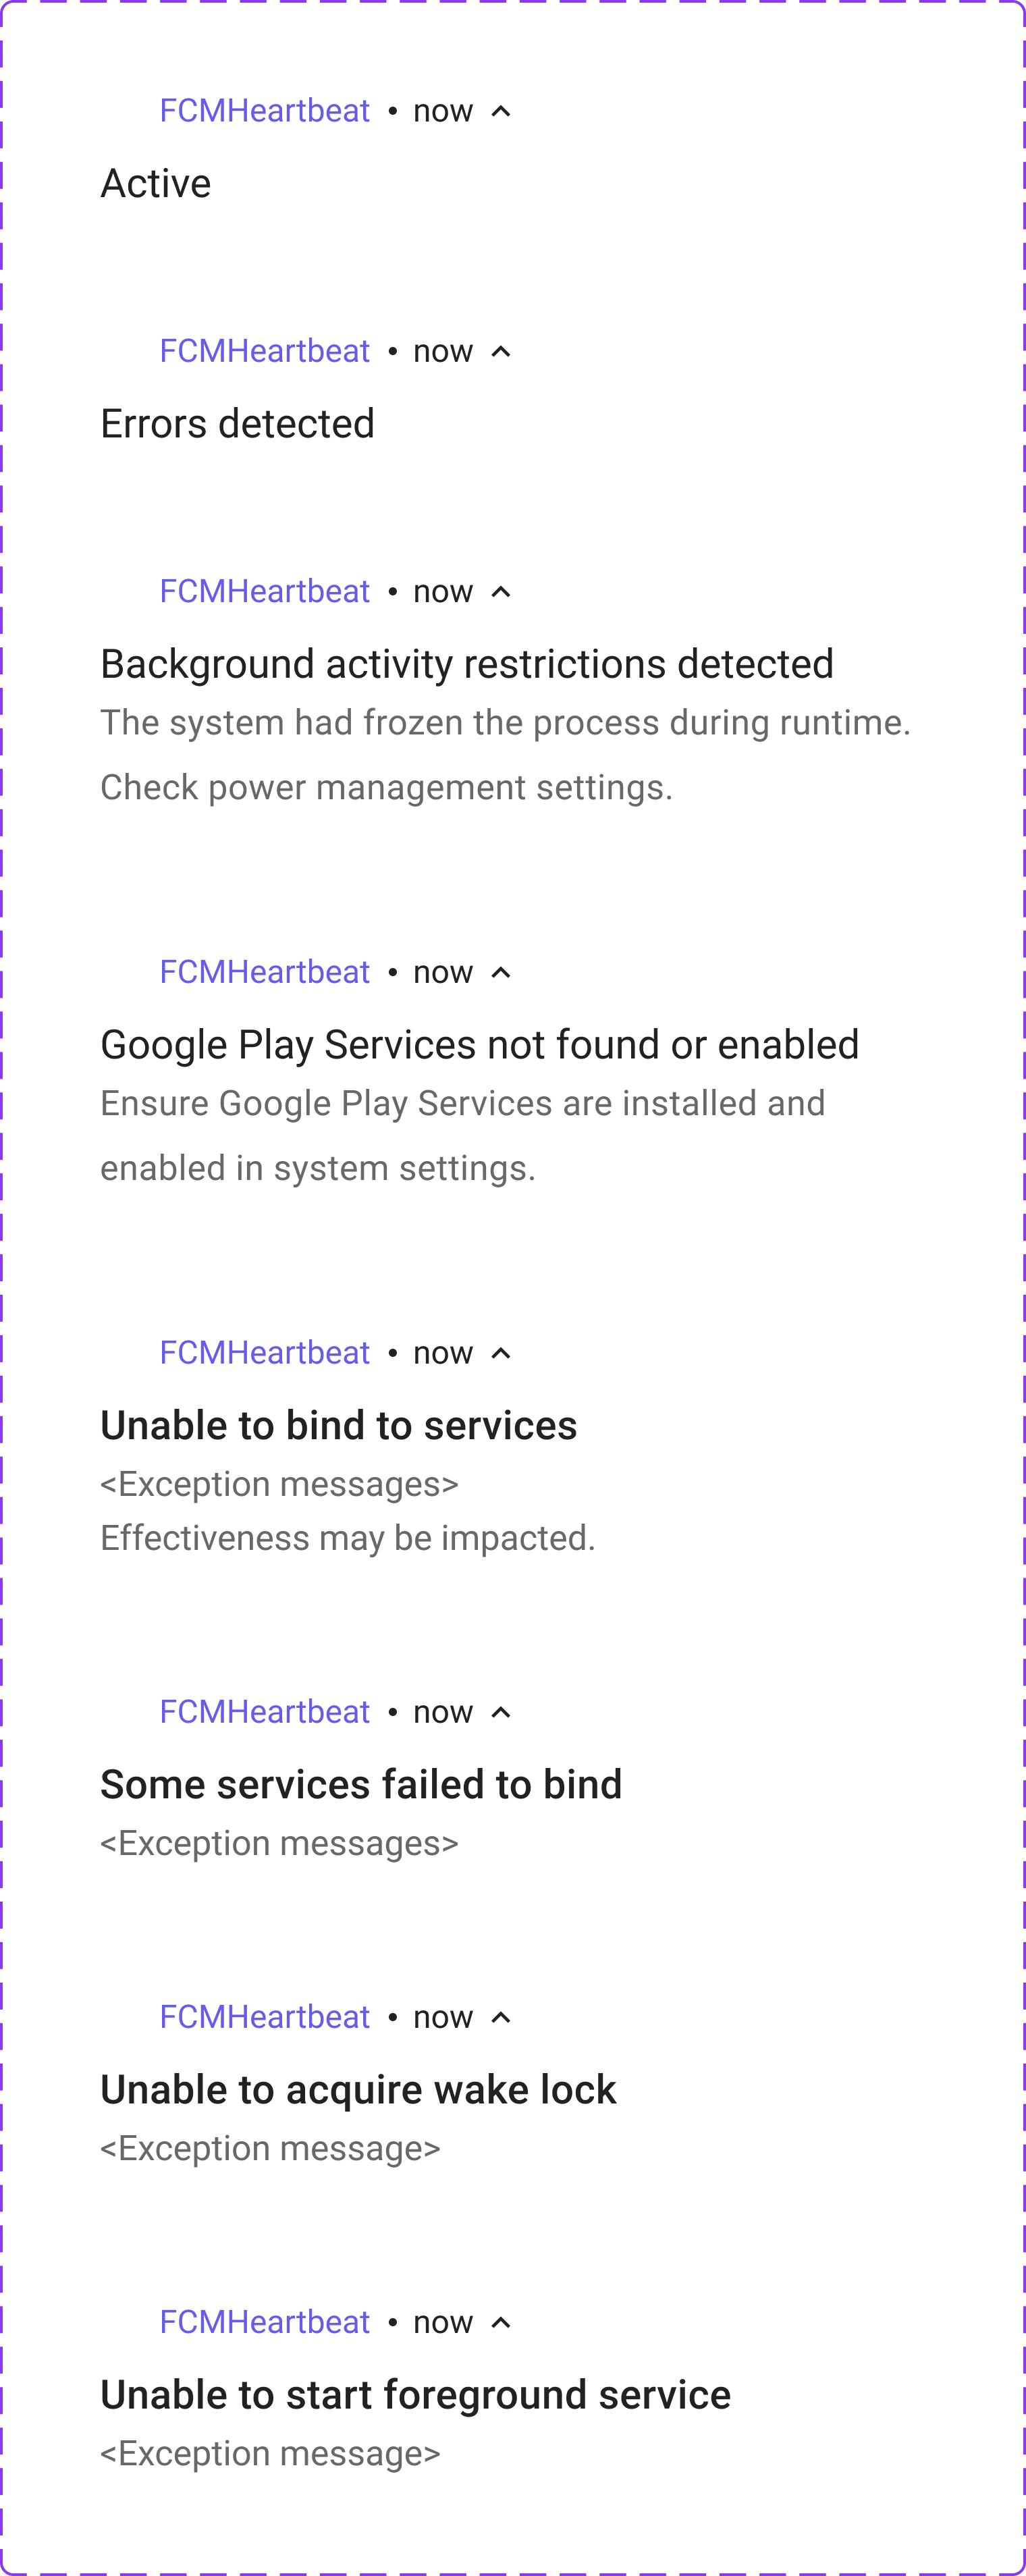 FCMHeartbeat • now
Active
FCMHeartbeat • now
Errors detected
FCMHeartbeat • now
Background activity restrictions detected
The system had frozen the process during runtime.
Check power management settings.
FCMHeartbeat • now
Google Play Services not found or enabled
Ensure Google Play Services are installed and
enabled in system settings.
FCMHeartbeat • now
Unable to bind to services
<Exception messages>
Effectiveness may be impacted.
FCMHeartbeat • now
Some services failed to bind
<Exception messages>
FCMHeartbeat • now
Unable to acquire wake lock
<Exception message>
FCMHeartbeat • now
Unable to start foreground service
<Exception message>